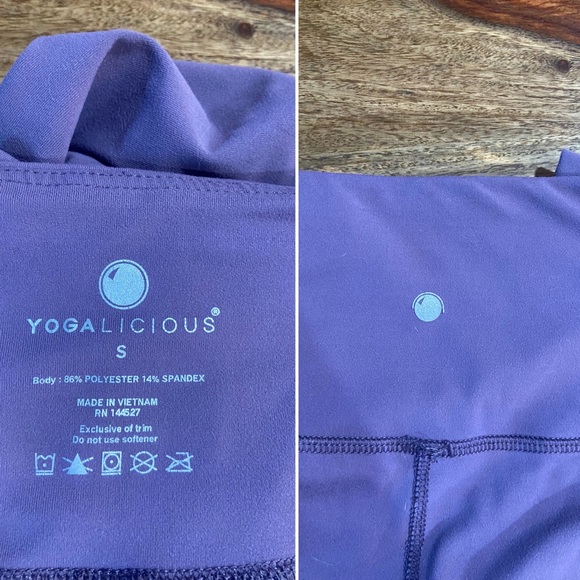 YOGALICIOUS®
S
Body : 86% POLYESTER 14% SPANDEX
MADE IN VIETNAM
RN 144527
Exclusive of trim
Do not use softener